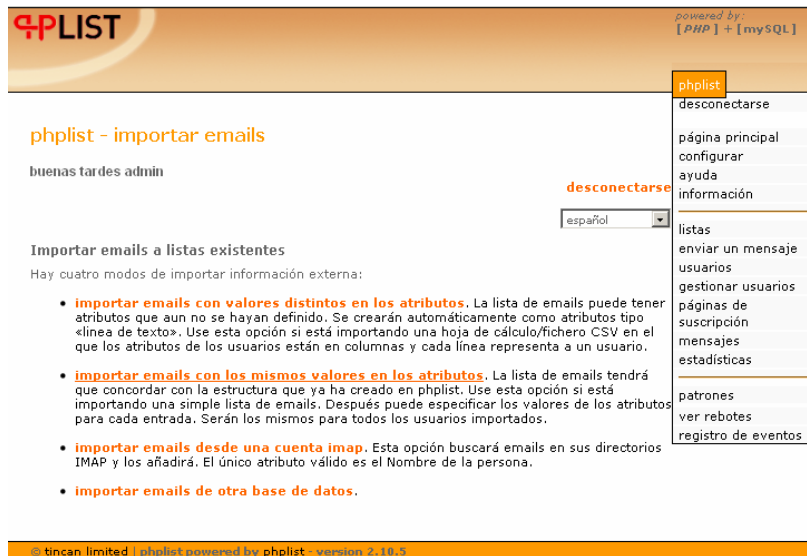 PHPLIST
powered by:
[PHP] + [mySQL]
phplist
desconectarse
página principal
configurar
ayuda
información
listas
enviar un mensaje
usuarios
gestionar usuarios
páginas de
suscripción
mensajes
estadísticas
patrones
ver rebotes
registro de eventos
phplist - importar emails
buenas tardes admin
desconectarse
español
Importar emails a listas existentes
Hay cuatro modos de importar información externa:
• importar emails con valores distintos en los atributos. La lista de emails puede tener
atributos que aun no se hayan definido. Se crearán automáticamente como atributos tipo
«linea de texto». Use esta opción si está importando una hoja de cálculo/fichero CSV en el
que los atributos de los usuarios están en columnas y cada línea representa a un usuario.
• importar emails con los mismos valores en los atributos. La lista de emails tendrá
que concordar con la estructura que ya ha creado en phplist. Use esta opción si está
importando una simple lista de emails. Después puede especificar los valores de los atributos
para cada entrada. Serán los mismos para todos los usuarios importados.
• importar emails desde una cuenta imap. Esta opción buscará emails en sus directorios
IMAP y los añadirá. El único atributo válido es el Nombre de la persona.
• importar emails de otra base de datos.
© tincan limited | phplist powered by phplist - version 2.10.5